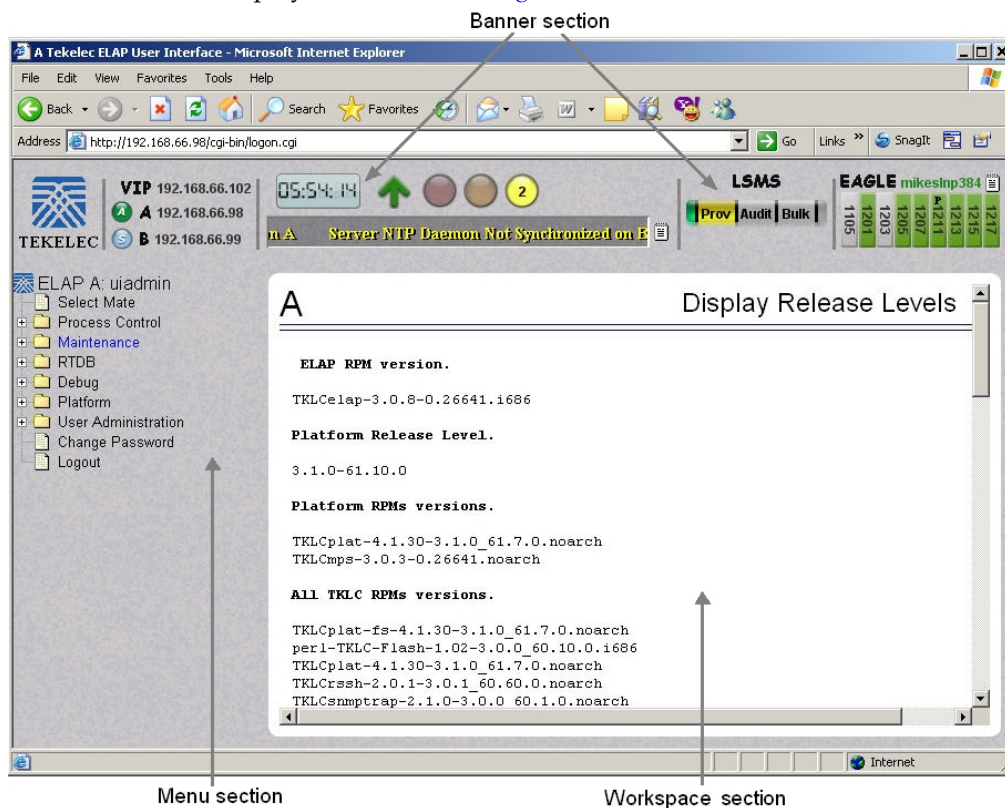 Banner section
A Tekelec ELAP User Interface - Microsoft Internet Explorer
File Edit View Favorites Tools Help
Back Search Favorites
Address http://192.168.66.98/cgi-bin/logon.cgi Go Links » SnagIt
TEKELEC
VIP 192.168.66.102
A A 192.168.66.98
S B 192.168.66.99
05:54:14 2
n A Server NTP Daemon Not Synchronized on E
LSMS
Prov Audit Bulk
EAGLE mikeslnp384
P
1105 1201 1203 1205 1207 1211 1213 1215 1217
ELAP A: uiadmin
Select Mate
Process Control
Maintenance
RTDB
Debug
Platform
User Administration
Change Password
Logout
A Display Release Levels
ELAP RPM version.
TKLCelap-3.0.8-0.26641.i686
Platform Release Level.
3.1.0-61.10.0
Platform RPMs versions.
TKLCplat-4.1.30-3.1.0_61.7.0.noarch
TKLCmps-3.0.3-0.26641.noarch
All TKLC RPMs versions.
TKLCplat-fs-4.1.30-3.1.0_61.7.0.noarch
perl-TKLC-Flash-1.02-3.0.0_60.10.0.i686
TKLCplat-4.1.30-3.1.0_61.7.0.noarch
TKLCrssh-2.0.1-3.0.1_60.60.0.noarch
TKLCsnmptrap-2.1.0-3.0.0_60.1.0.noarch
Internet
Menu section
Workspace section